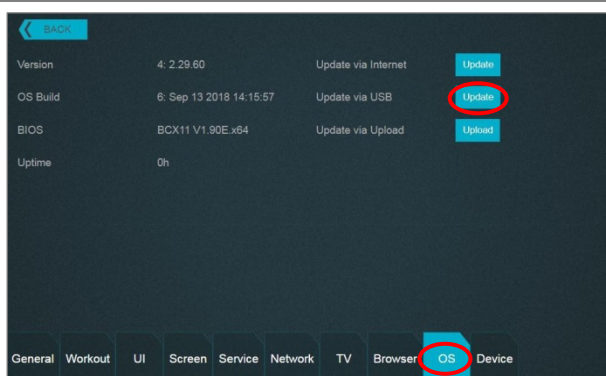 BACK
Version 4: 2.29.60 Update via Internet Update
OS Build 6: Sep 13 2018 14:15:57 Update via USB Update
BIOS BCX11 V1.90E.x64 Update via Upload Upload
Uptime 0h
General Workout UI Screen Service Network TV Browser OS Device